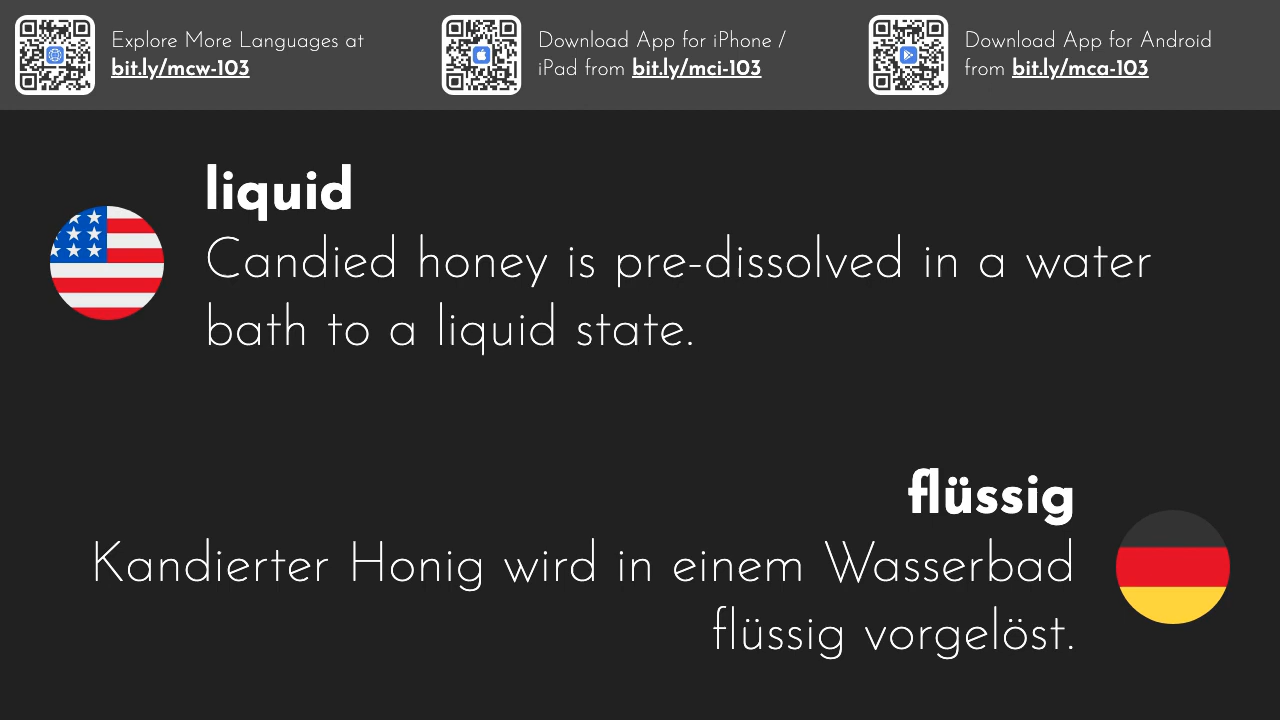 Explore More Languages at
bit.ly/mcw-103
Download App for iPhone /
iPad from bit.ly/mci-103
Download App for Android
from bit.ly/mca-103
liquid
Candied honey is pre-dissolved in a water
bath to a liquid state.
flüssig
Kandierter Honig wird in einem Wasserbad
flüssig vorgelöst.